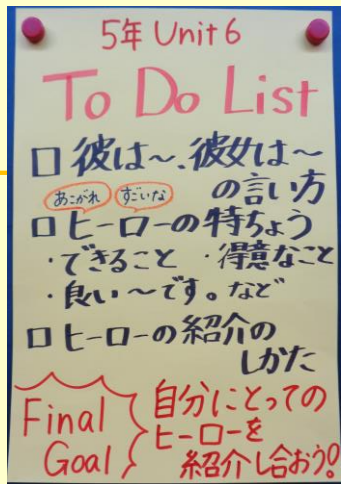 5年 Unit 6
To Do List
□ 彼は～、彼女は～
の言い方
あこがれ すごいな
□ ヒーローの特ちょう
・できること ・得意なこと
・良い～です。など
□ ヒーローの紹介の
しかた
Final
Goal
自分にとっての
ヒーローを
紹介し合おう!